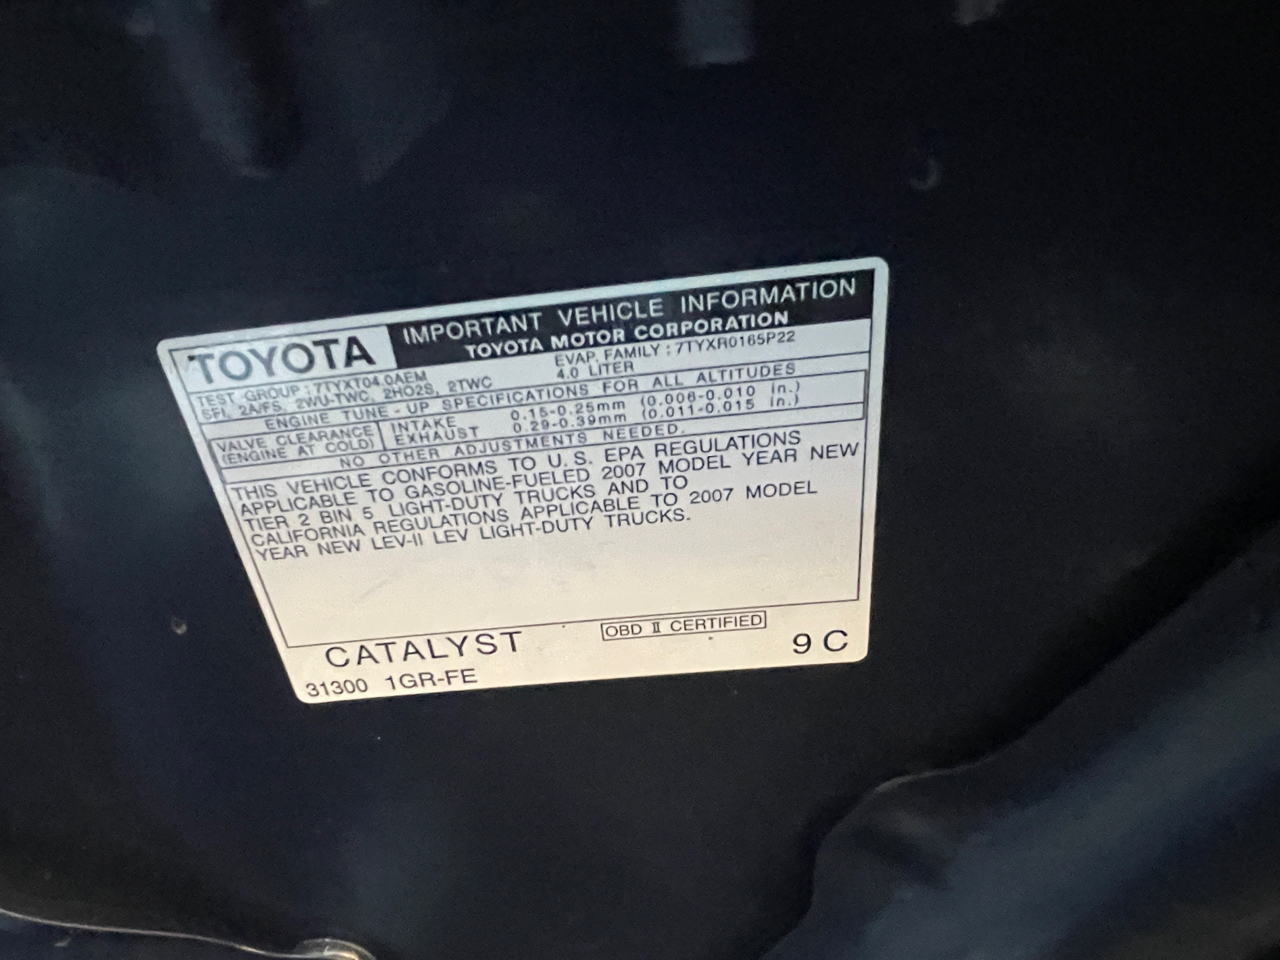 TOYOTA
IMPORTANT VEHICLE INFORMATION
TOYOTA MOTOR CORPORATION
TEST GROUP : 7TYXT04.0AEM EVAP. FAMILY : 7TYXR0165P22
SFI, 2A/FS, 2WU-TWC, 2HO2S, 2TWC 4.0 LITER
ENGINE TUNE - UP SPECIFICATIONS FOR ALL ALTITUDES
VALVE CLEARANCE INTAKE 0.15-0.25mm (0.006-0.010 in.)
(ENGINE AT COLD) EXHAUST 0.29-0.39mm (0.011-0.015 in.)
NO OTHER ADJUSTMENTS NEEDED.
THIS VEHICLE CONFORMS TO U.S. EPA REGULATIONS
APPLICABLE TO GASOLINE-FUELED 2007 MODEL YEAR NEW
TIER 2 BIN 5 LIGHT-DUTY TRUCKS AND TO
CALIFORNIA REGULATIONS APPLICABLE TO 2007 MODEL
YEAR NEW LEV-II LEV LIGHT-DUTY TRUCKS.
CATALYST OBD II CERTIFIED
31300 1GR-FE 9C